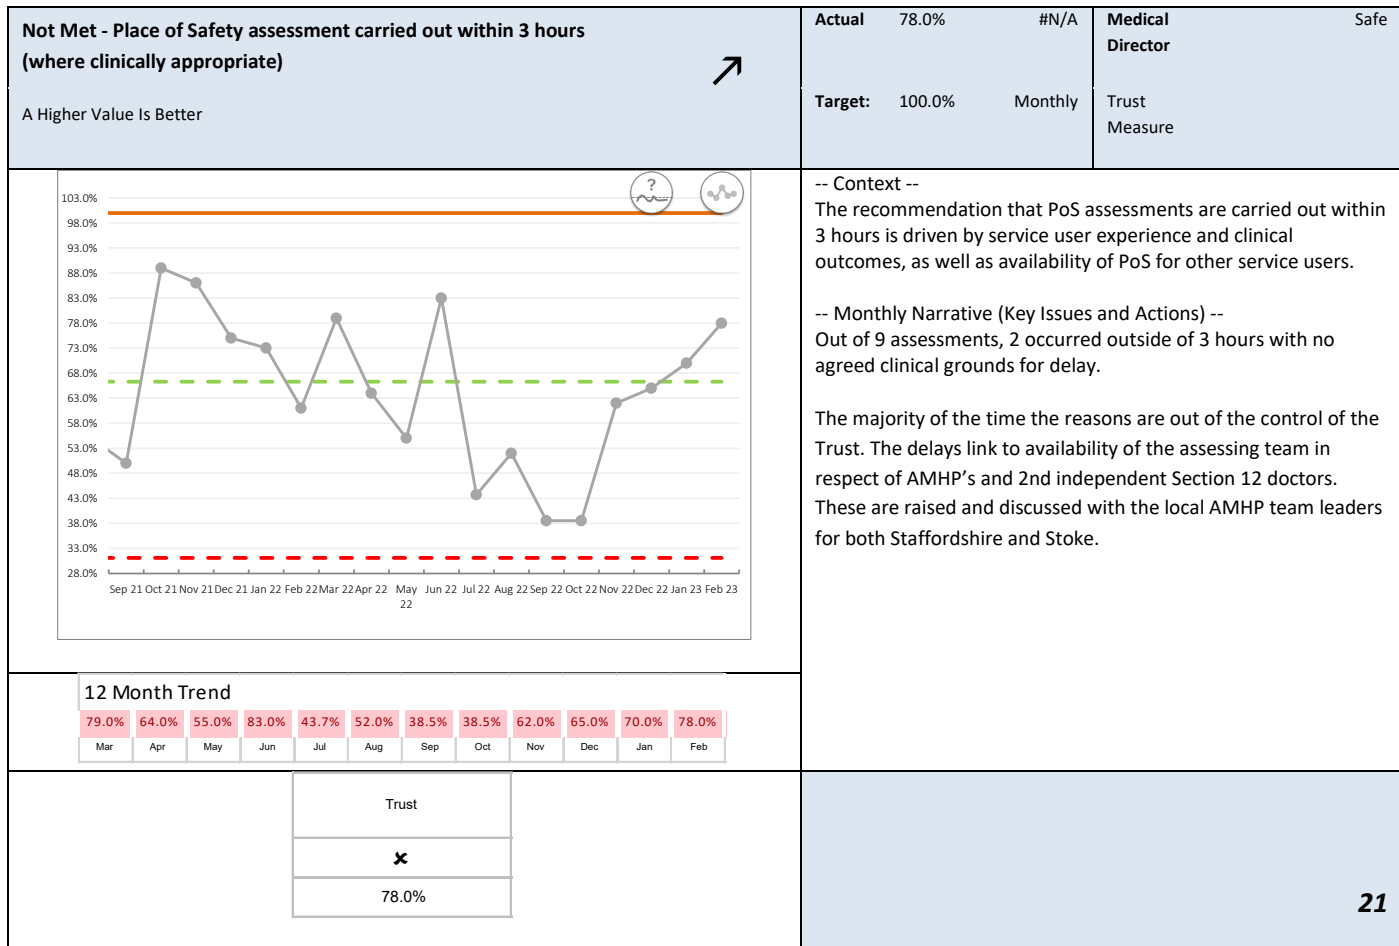 Not Met - Place of Safety assessment carried out within 3 hours
(where clinically appropriate)
A Higher Value Is Better
Actual 78.0% #N/A
Target: 100.0% Monthly
Medical Safe
Director
Trust
Measure
?
103.0%
98.0%
93.0%
88.0%
83.0%
78.0%
73.0%
68.0%
63.0%
58.0%
53.0%
48.0%
43.0%
38.0%
33.0%
28.0%
Sep 21 Oct 21 Nov 21 Dec 21 Jan 22 Feb 22 Mar 22 Apr 22 May Jun 22 Jul 22 Aug 22 Sep 22 Oct 22 Nov 22 Dec 22 Jan 23 Feb 23
22
-- Context --
The recommendation that PoS assessments are carried out within
3 hours is driven by service user experience and clinical
outcomes, as well as availability of PoS for other service users.
-- Monthly Narrative (Key Issues and Actions) --
Out of 9 assessments, 2 occurred outside of 3 hours with no
agreed clinical grounds for delay.
The majority of the time the reasons are out of the control of the
Trust. The delays link to availability of the assessing team in
respect of AMHP's and 2nd independent Section 12 doctors.
These are raised and discussed with the local AMHP team leaders
for both Staffordshire and Stoke.
12 Month Trend
79.0% 64.0% 55.0% 83.0% 43.7% 52.0% 38.5% 38.5% 62.0% 65.0% 70.0% 78.0%
Mar Apr May Jun Jul Aug Sep Oct Nov Dec Jan Feb
Trust
✘
78.0%
21